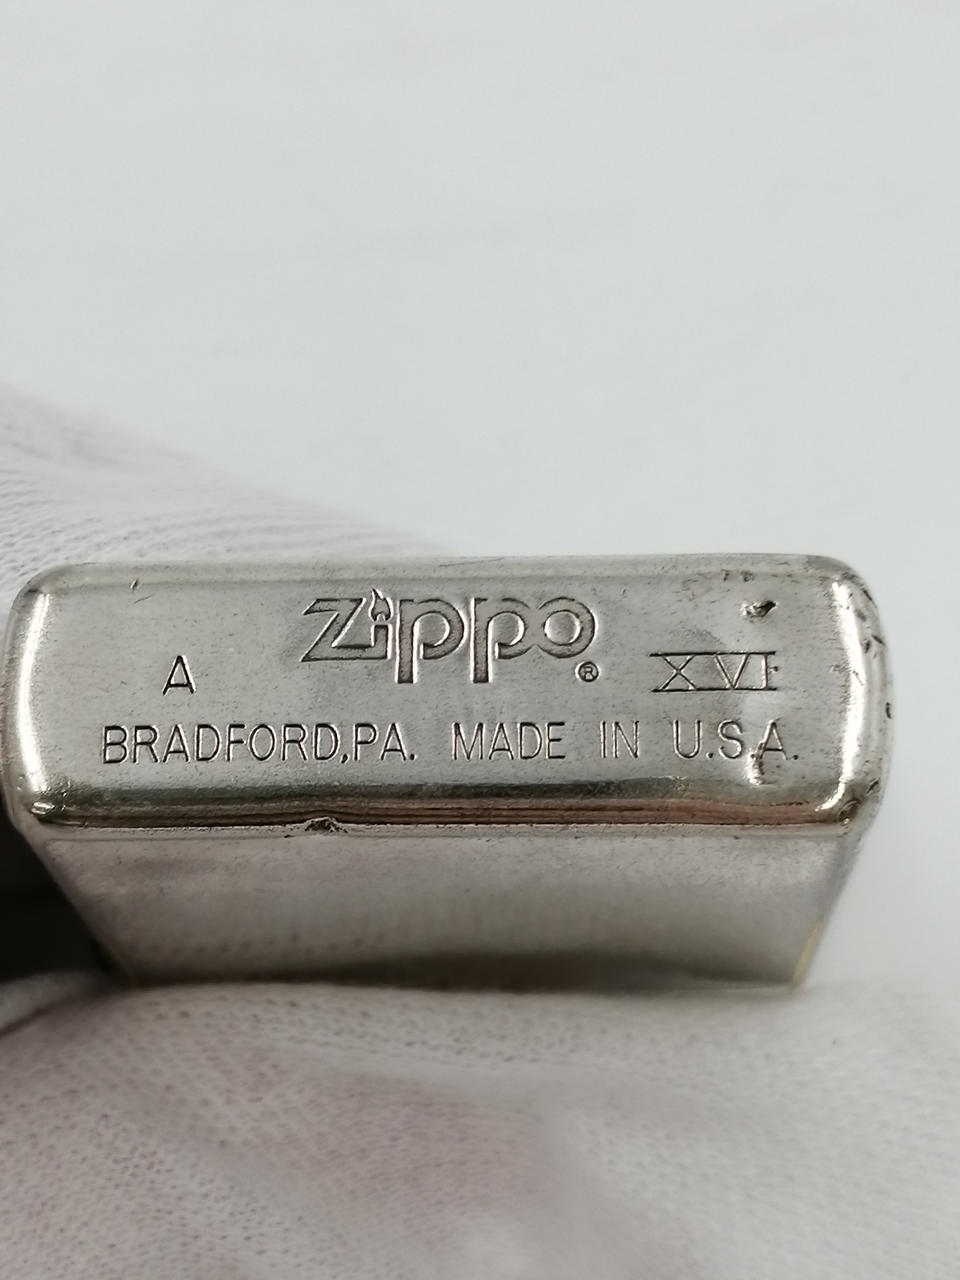 Zippo®
A XVI
BRADFORD,PA. MADE IN U.S.A.